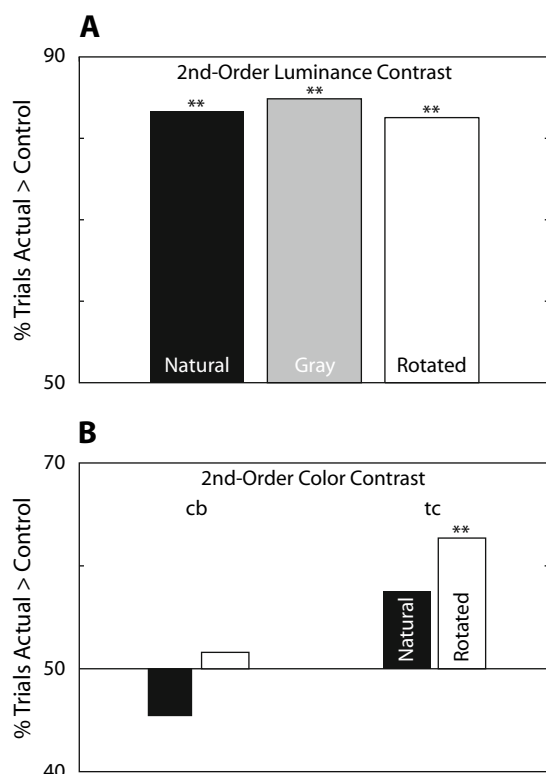 A
90
2nd-Order Luminance Contrast
**
**
**
% Trials Actual > Control
Natural
Gray
Rotated
50
B
70
2nd-Order Color Contrast
cb
tc
**
% Trials Actual > Control
Natural
Rotated
50
40